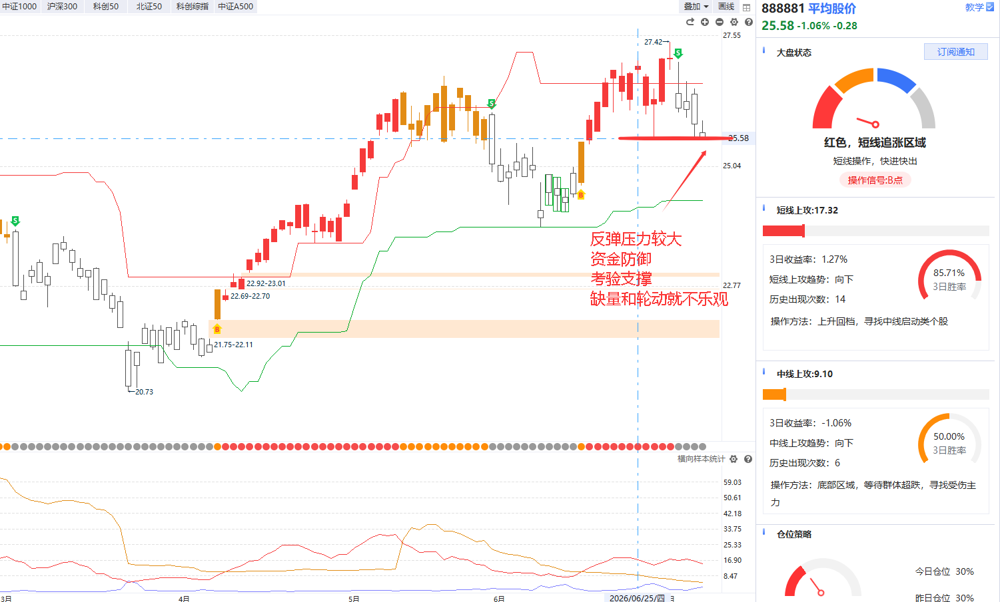 中证1000 沪深300 科创50 北证50 科创综指 中证A500 叠加 画线
27.55
27.42
S
S
25.58
25.04
B
S
反弹压力较大
资金防御
考验支撑
缺量和轮动就不乐观
22.92-23.01
22.77
22.69-22.70
B
21.75-22.11
20.73
横向样本统计
59.03
50.61
42.18
33.75
25.33
16.90
8.47
3月 4月 5月 6月 2026/06/25/四
888881 平均股价 教学
25.58 -1.06% -0.28
大盘状态 订阅通知
红色，短线追涨区域
短线操作，快进快出
操作信号:B点
短线上攻:17.32
3日收益率：1.27%
短线上攻趋势：向下
历史出现次数：14
85.71%
3日胜率
操作方法：上升回档，寻找中线启动类个股
中线上攻:9.10
3日收益率：-1.06%
中线上攻趋势：向下
历史出现次数：6
50.00%
3日胜率
操作方法：底部区域，等待群体超跌，寻找受伤主
力
仓位策略
今日仓位 30%
昨日仓位 30%